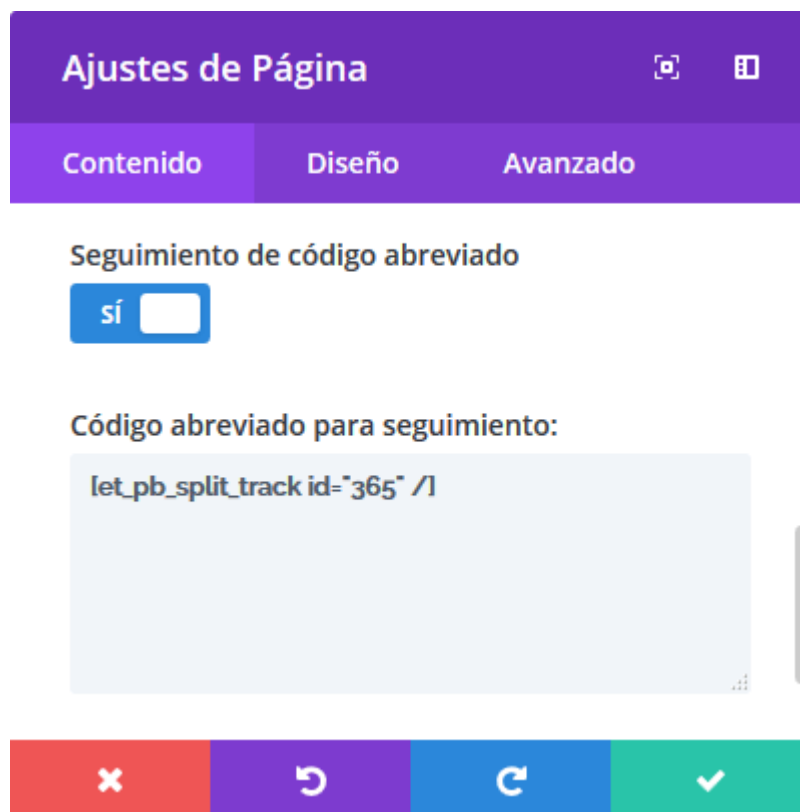 Ajustes de Página
Contenido Diseño Avanzado
Seguimiento de código abreviado
SÍ
Código abreviado para seguimiento:
[et_pb_split_track id="365" /]